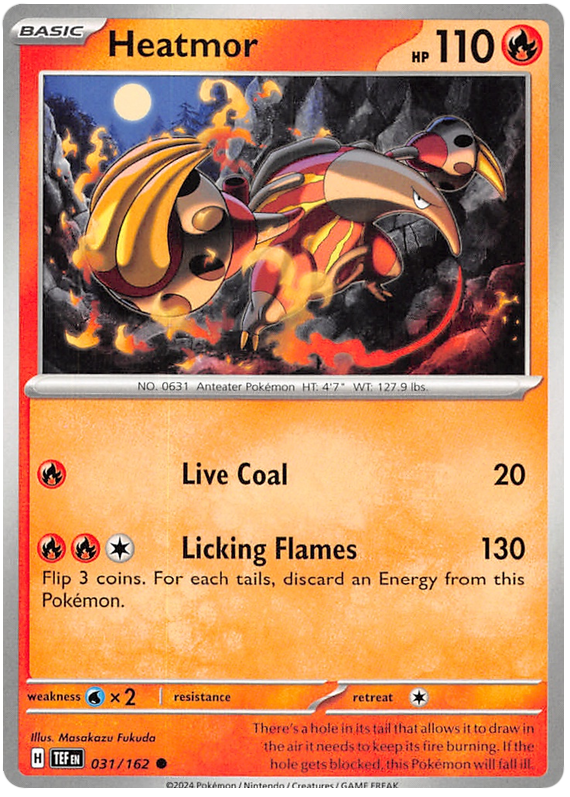 BASIC
Heatmor
HP 110
NO. 0631 Anteater Pokémon HT: 4'7" WT: 127.9 lbs.
Live Coal 20
Licking Flames 130
Flip 3 coins. For each tails, discard an Energy from this
Pokémon.
weakness ×2 resistance retreat
Illus. Masakazu Fukuda
There's a hole in its tail that allows it to draw in
the air it needs to keep its fire burning. If the
hole gets blocked, this Pokémon will fall ill.
H TEF EN 031/162
©2024 Pokémon / Nintendo / Creatures / GAME FREAK